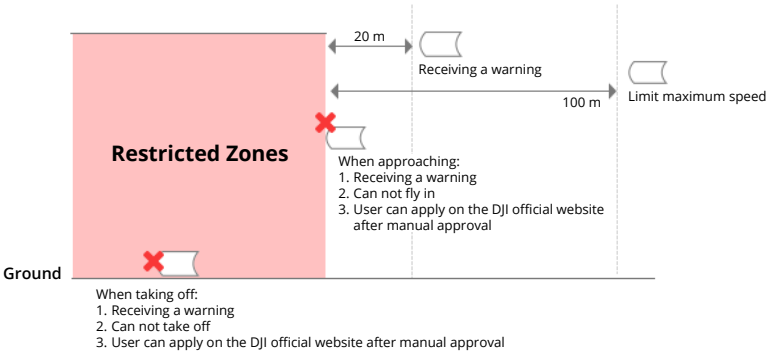 20 m
Receiving a warning
100 m
Limit maximum speed
Restricted Zones
When approaching:
1. Receiving a warning
2. Can not fly in
3. User can apply on the DJI official website
after manual approval
Ground
When taking off:
1. Receiving a warning
2. Can not take off
3. User can apply on the DJI official website after manual approval